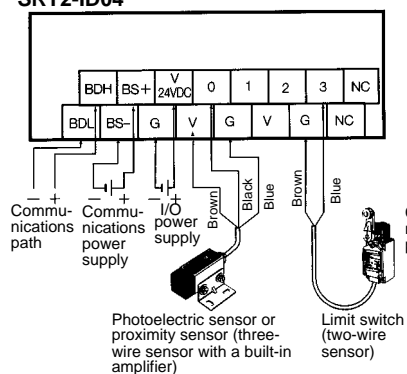 SRT2-ID04
BDH BS+ V 24VDC 0 1 2 3 NC
BDL BS– G V G V G NC
– + – + – +
Commu-
nications
path
Commu-
nications
power
supply
I/O
power
supply
Brown
Black
Blue
Brown
Blue
Photoelectric sensor or
proximity sensor (three-
wire sensor with a built-in
amplifier)
Limit switch
(two-wire
sensor)